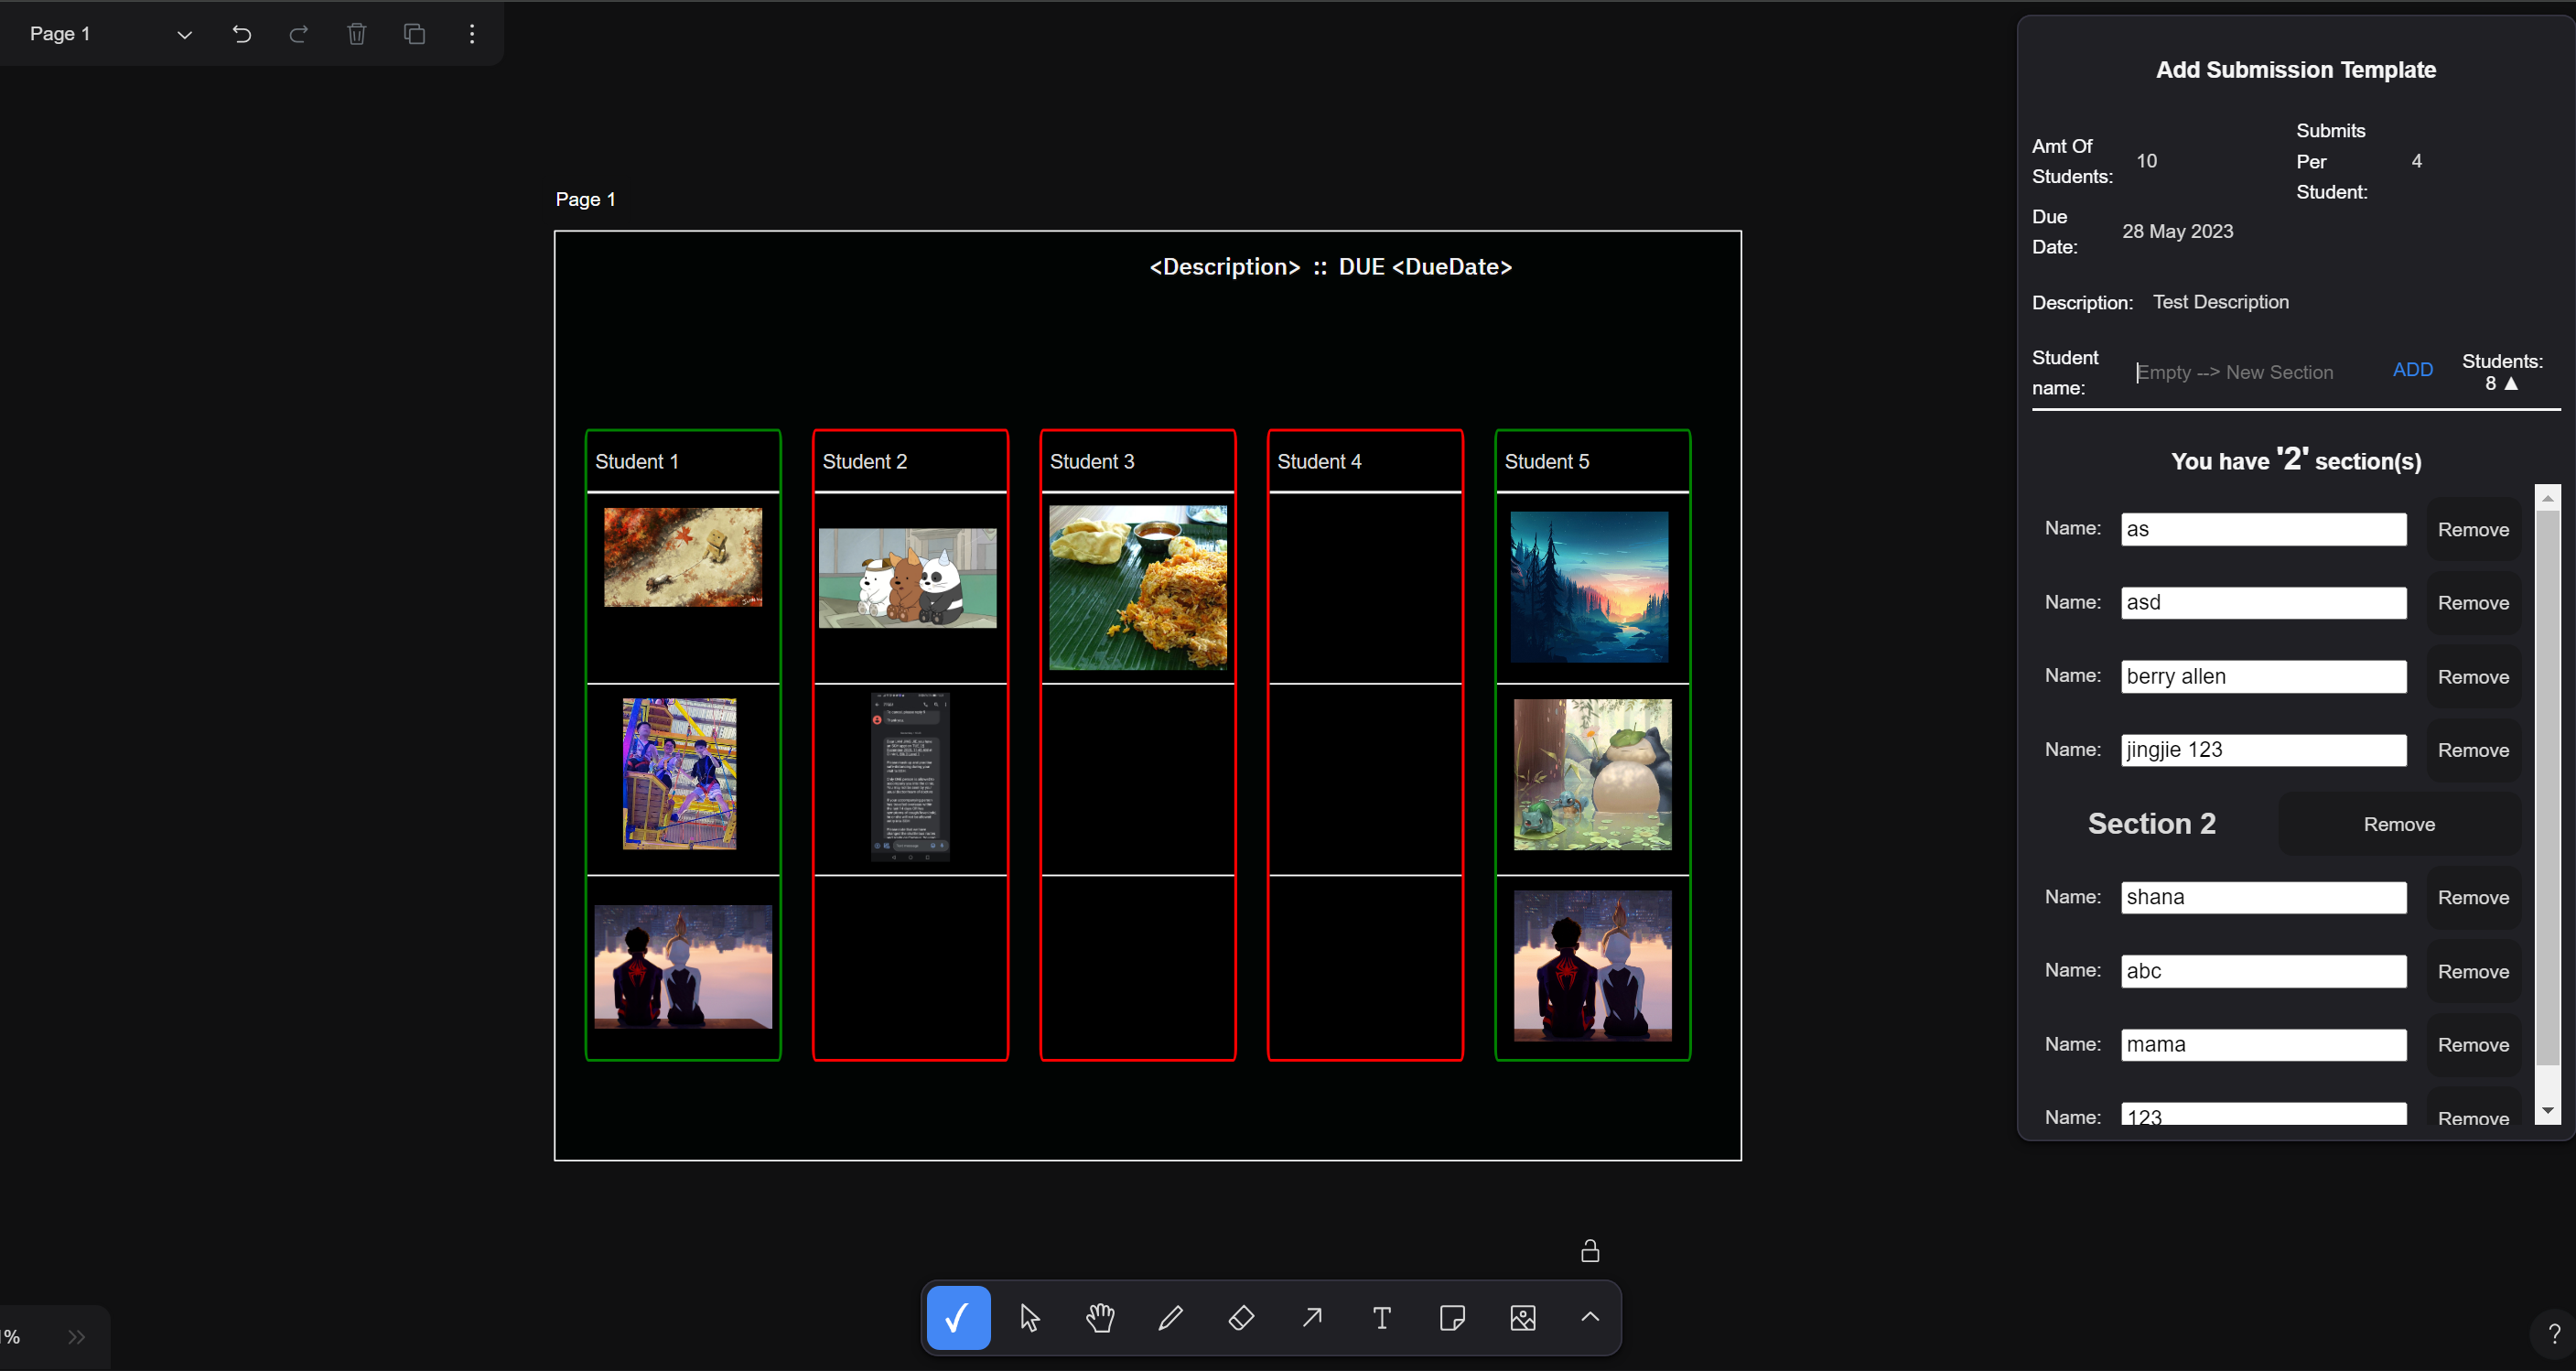 Page 1
Add Submission Template
Amt Of
Students:
10
Submits
Per
Student:
4
Due
Date:
28 May 2023
Description:
Test Description
Student
name:
Empty --> New Section
ADD
Students:
8 ▲
You have '2' section(s)
Name:
as
Remove
Name:
asd
Remove
Name:
berry allen
Remove
Name:
jingjie 123
Remove
Section 2
Remove
Name:
shana
Remove
Name:
abc
Remove
Name:
mama
Remove
Name:
123
Remove
Page 1
<Description> :: DUE <DueDate>
Student 1
Student 2
Student 3
Student 4
Student 5
%
?